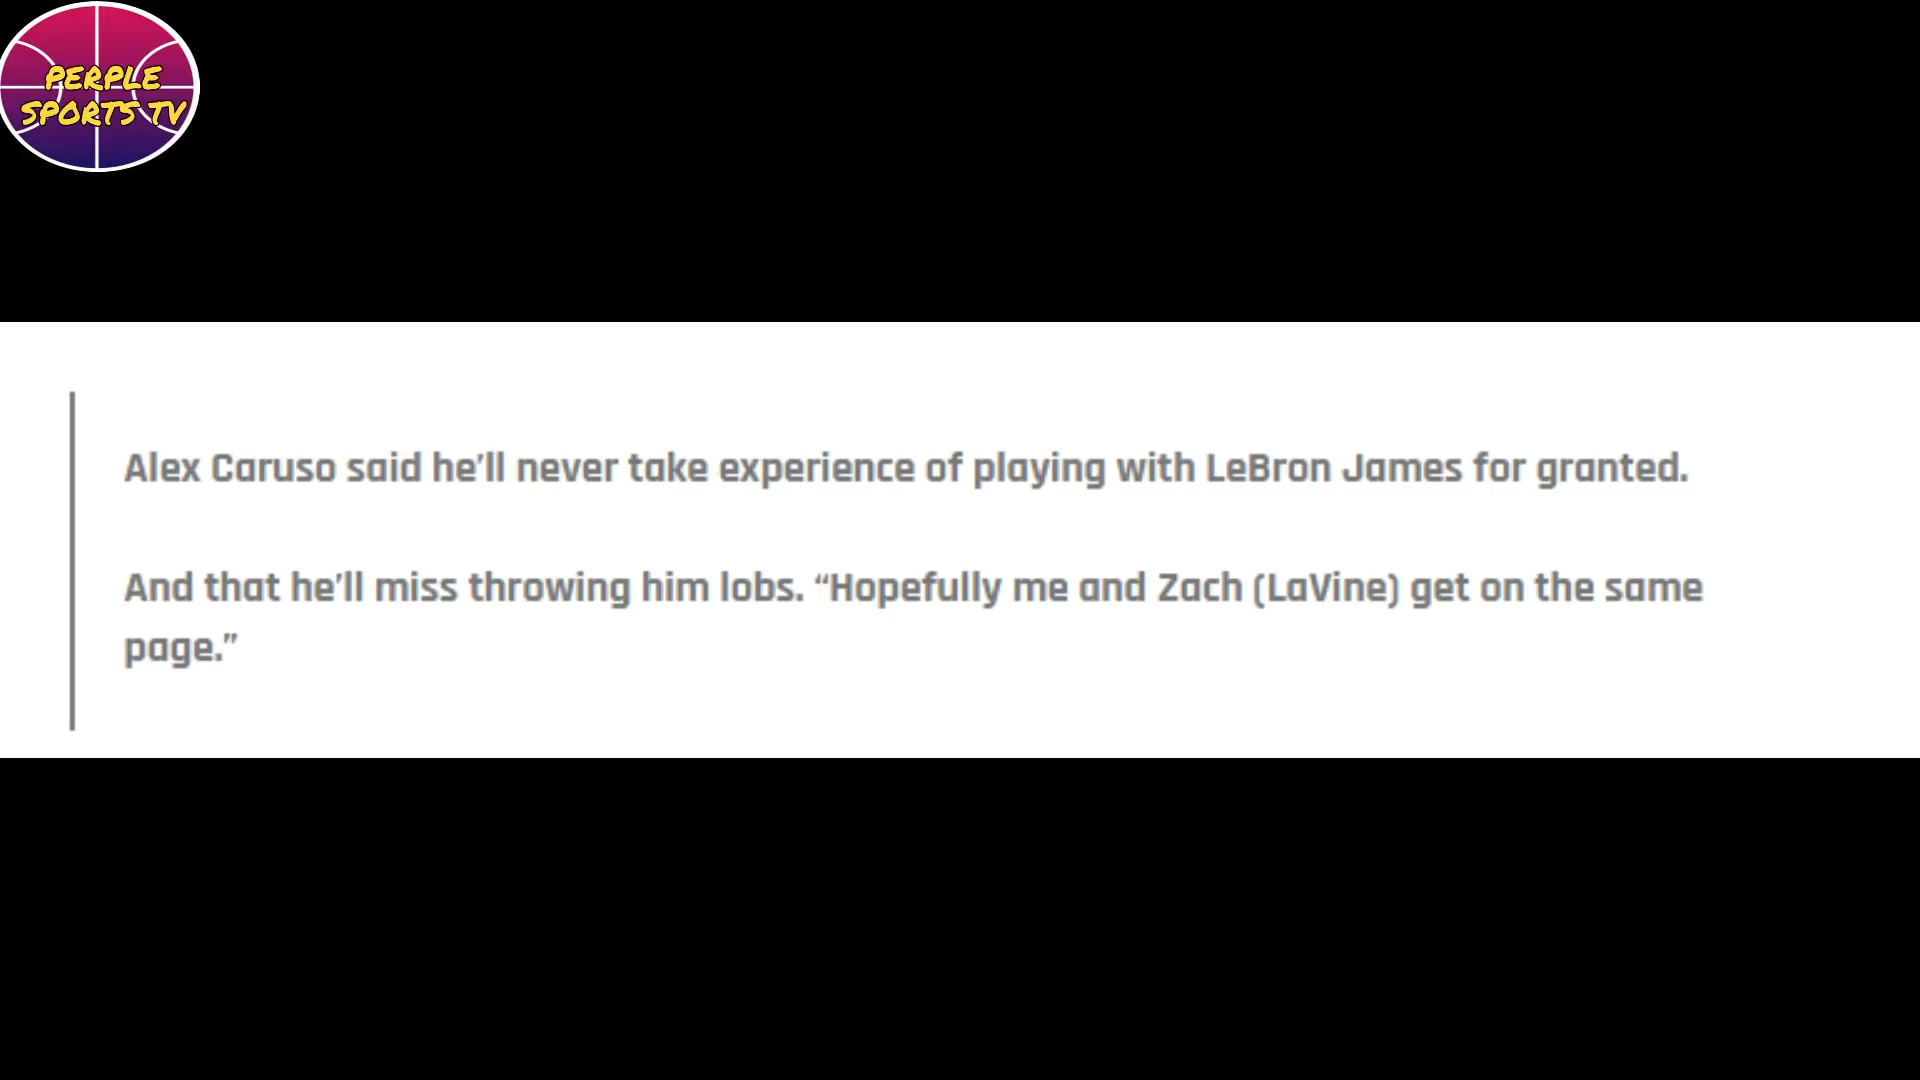 PERPLE
SPORTS TV
Alex Caruso said he’ll never take experience of playing with LeBron James for granted.
And that he’ll miss throwing him lobs. “Hopefully me and Zach (LaVine) get on the same
page.”